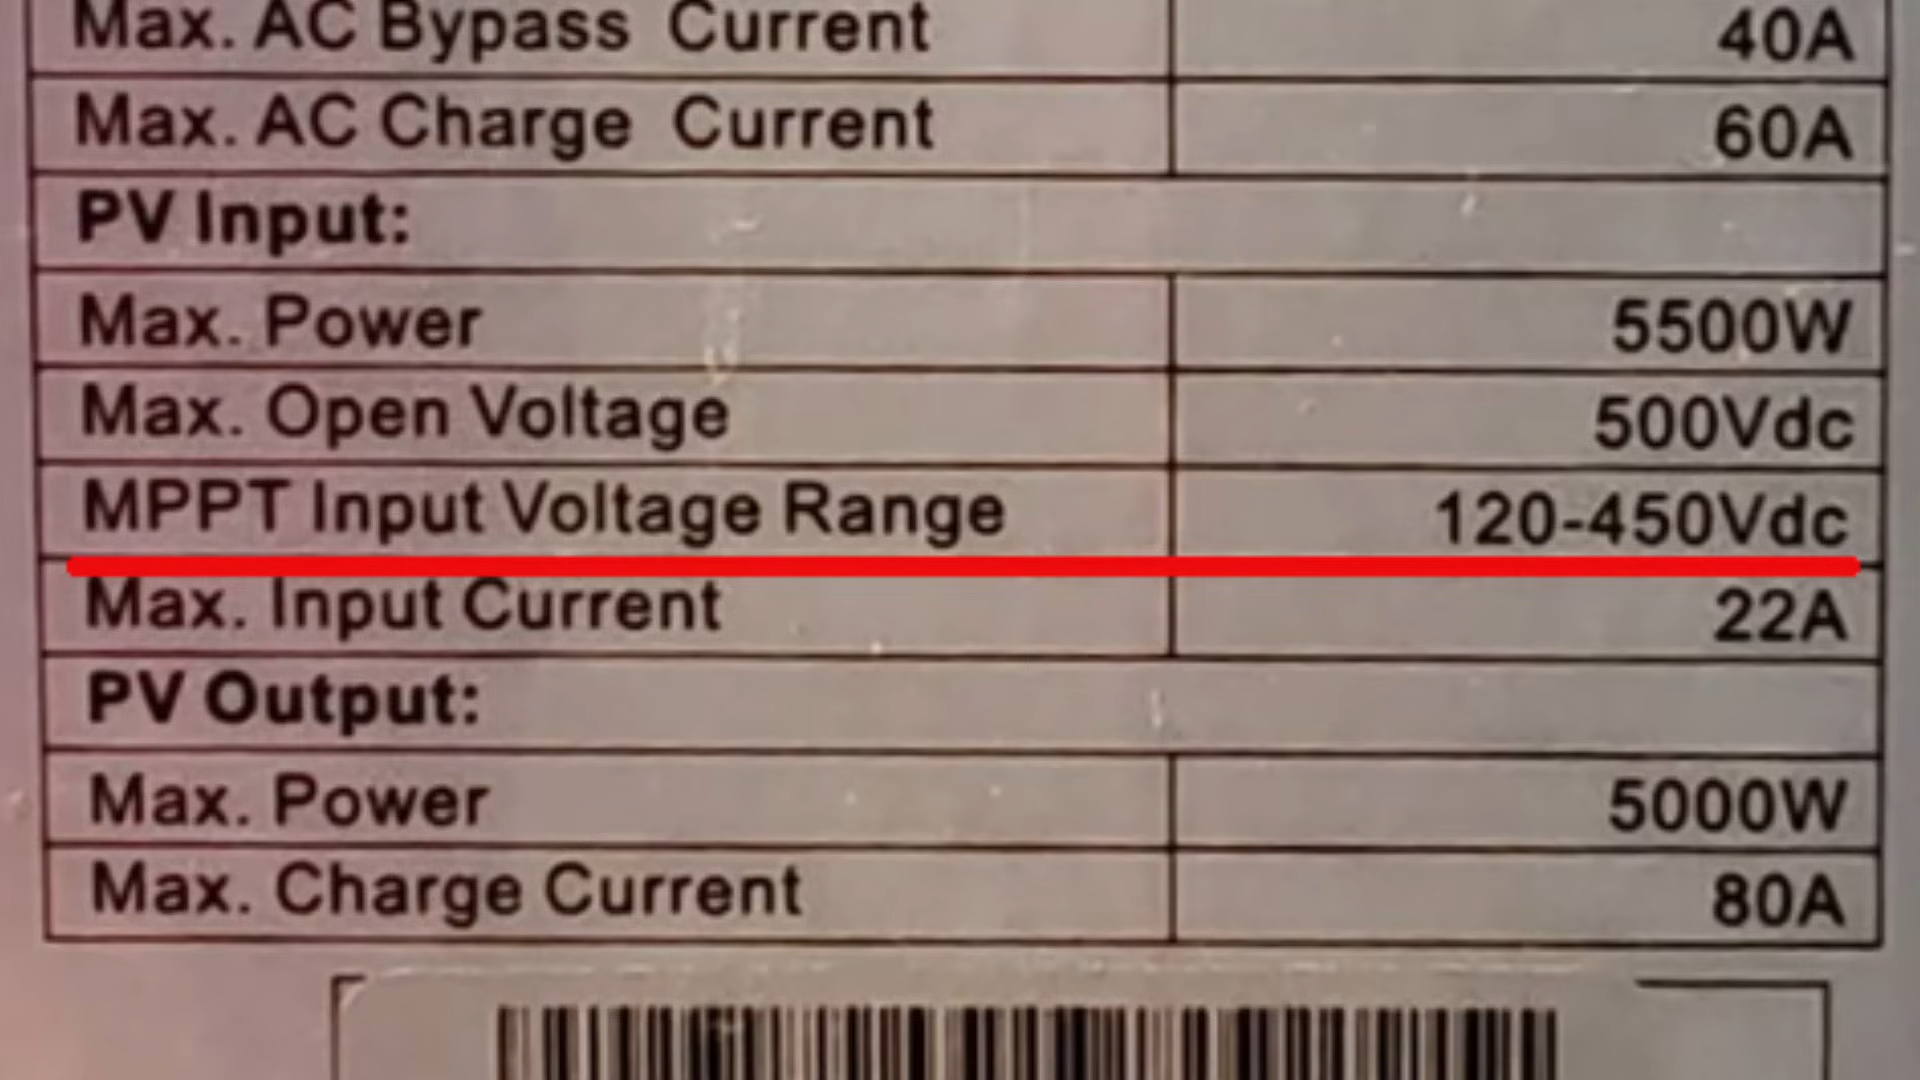 Max. AC Bypass Current 40A
Max. AC Charge Current 60A
PV Input:
Max. Power 5500W
Max. Open Voltage 500Vdc
MPPT Input Voltage Range 120-450Vdc
Max. Input Current 22A
PV Output:
Max. Power 5000W
Max. Charge Current 80A